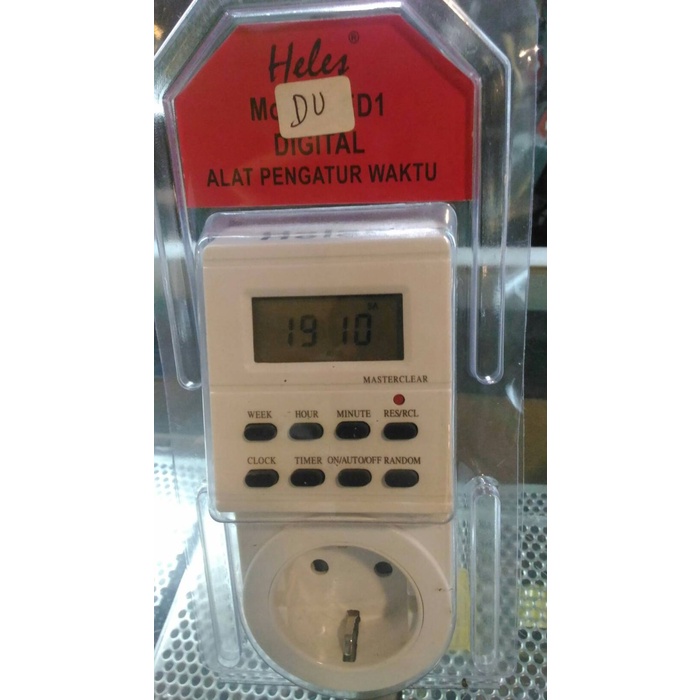 Heles®
DU
D1
DIGITAL
ALAT PENGATUR WAKTU
SA
19 10
MASTERCLEAR
WEEK HOUR MINUTE RES/RCL
CLOCK TIMER ON/AUTO/OFF RANDOM